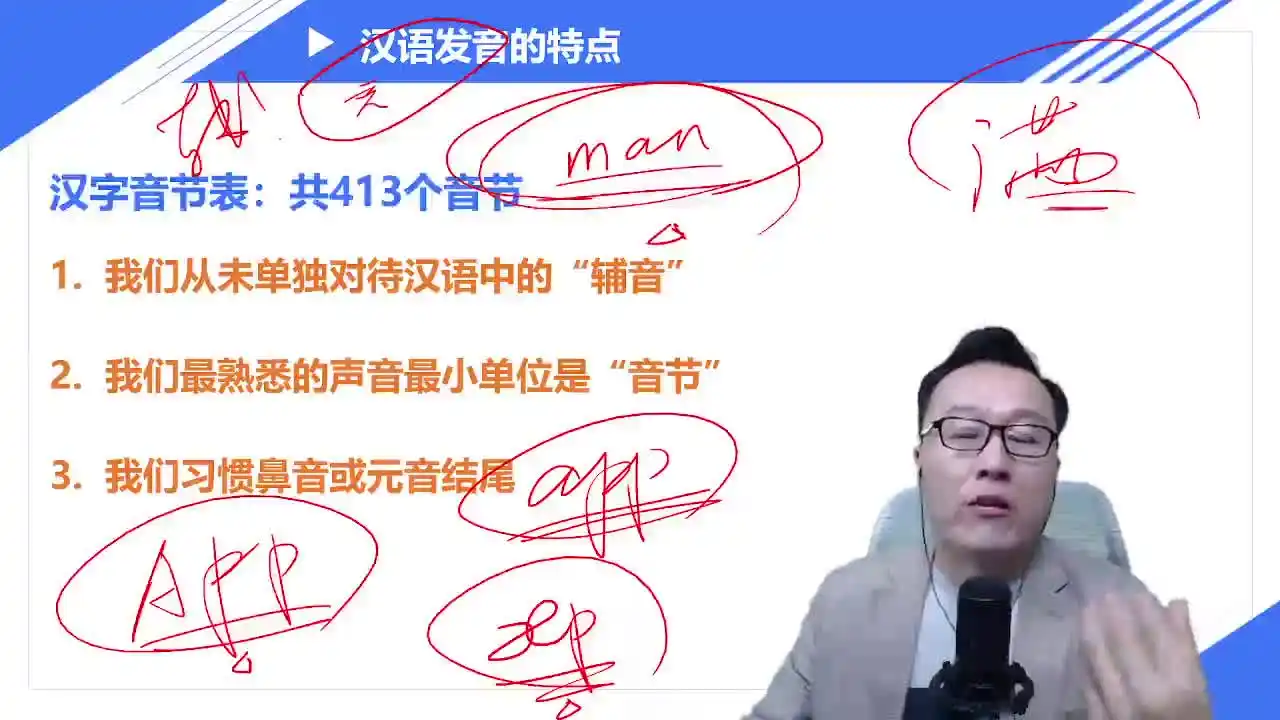 汉语发音的特点
man
满
汉字音节表：共413个音节
1. 我们从未单独对待汉语中的“辅音”
2. 我们最熟悉的声音最小单位是“音节”
3. 我们习惯鼻音或元音结尾
app
APP
æp